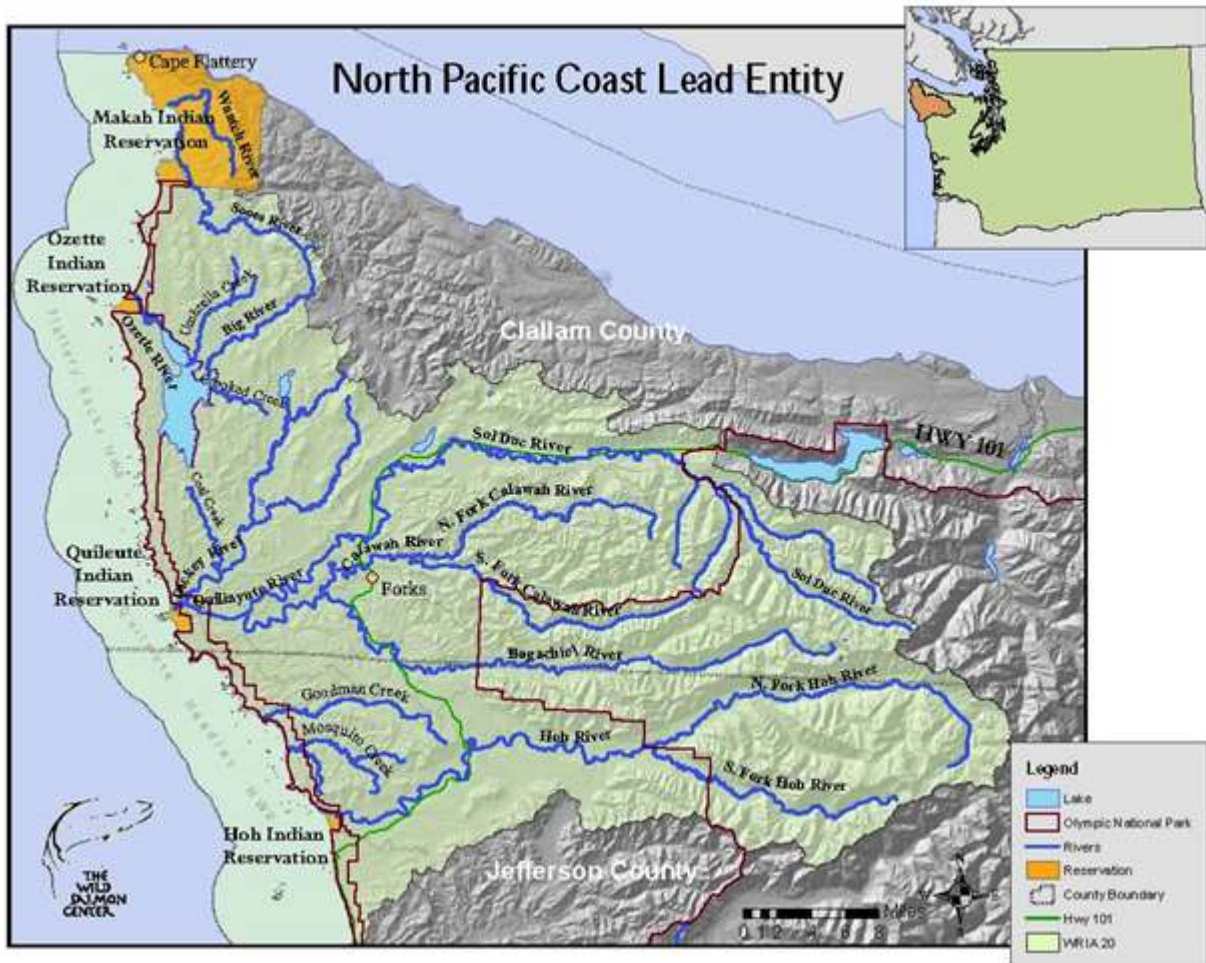 North Pacific Coast Lead Entity
Cape Flattery
Makah Indian
Reservation
Waatch River
Sooes River
Ozette
Indian
Reservation
Umbrella Creek
Big River
Ozette River
Crooked Creek
Clallam County
HWY 101
Sol Duc River
N. Fork Calawah River
Coal Creek
Calawah River
Quileute
Indian
Reservation
Dickey River
S. Fork Calawah River
Quillayute River
Forks
Sol Duc River
Bogachiel River
N. Fork Hoh River
Goodman Creek
Mosquito Creek
Hoh River
S. Fork Hoh River
Hoh Indian
Reservation
Jefferson County
THE
WILD
SALMON
CENTER
Miles
0 1 2 4 6 8
N
Legend
Lake
Olympic National Park
Rivers
Reservation
County Boundary
Hwy 101
WRIA 20